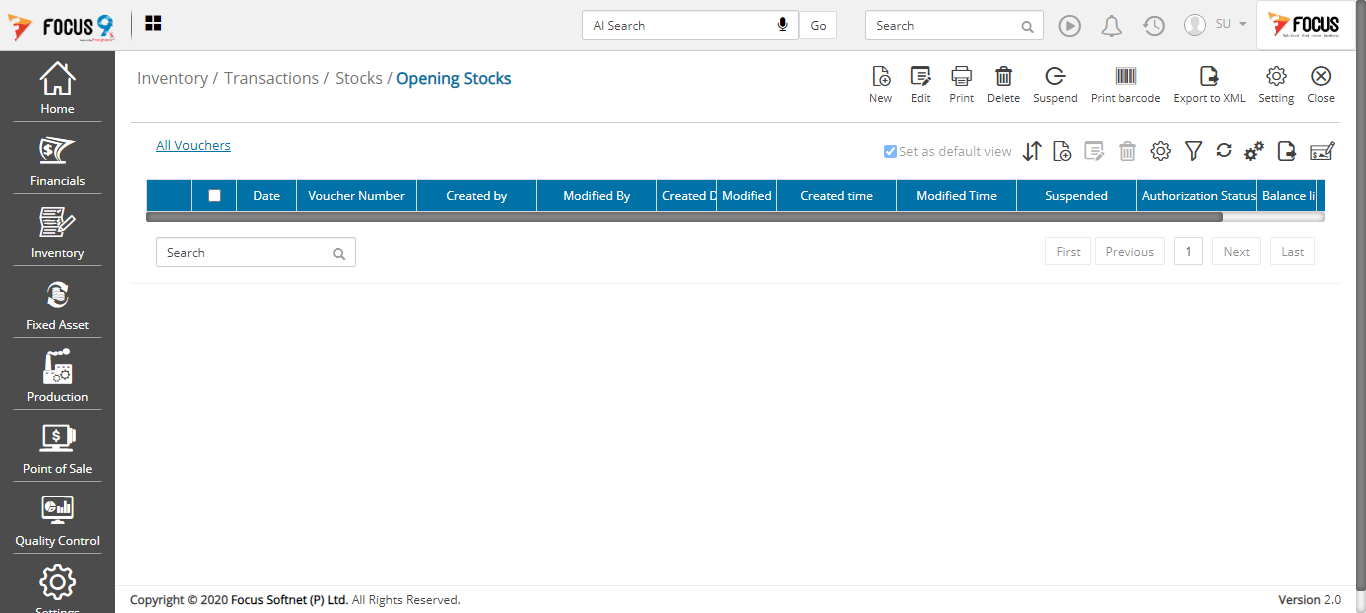 FOCUS 9
AI Search
Go
Search
SU
FOCUS
Home
Financials
Inventory
Fixed Asset
Production
Point of Sale
Quality Control
Settings
Inventory / Transactions / Stocks / Opening Stocks
New
Edit
Print
Delete
Suspend
Print barcode
Export to XML
Setting
Close
All Vouchers
Set as default view
Date
Voucher Number
Created by
Modified By
Created D
Modified
Created time
Modified Time
Suspended
Authorization Status
Balance li
Search
First
Previous
1
Next
Last
Copyright © 2020 Focus Softnet (P) Ltd. All Rights Reserved.
Version 2.0